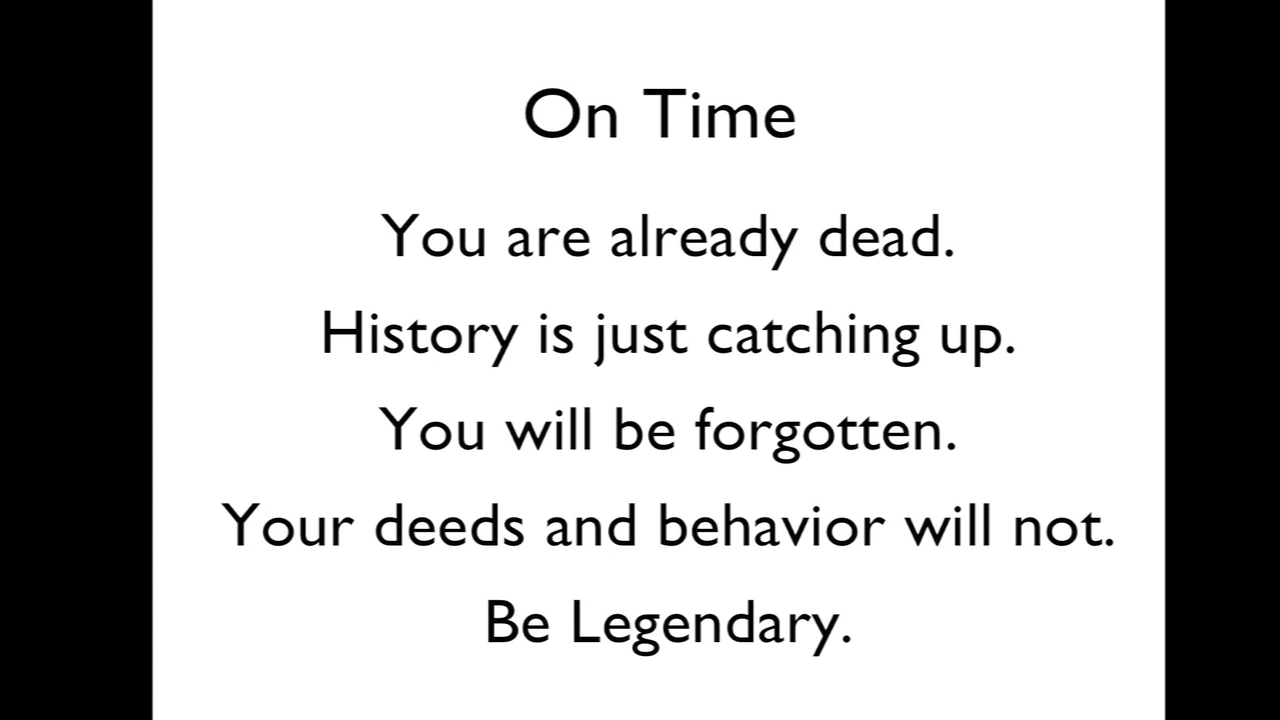 On Time
You are already dead.
History is just catching up.
You will be forgotten.
Your deeds and behavior will not.
Be Legendary.